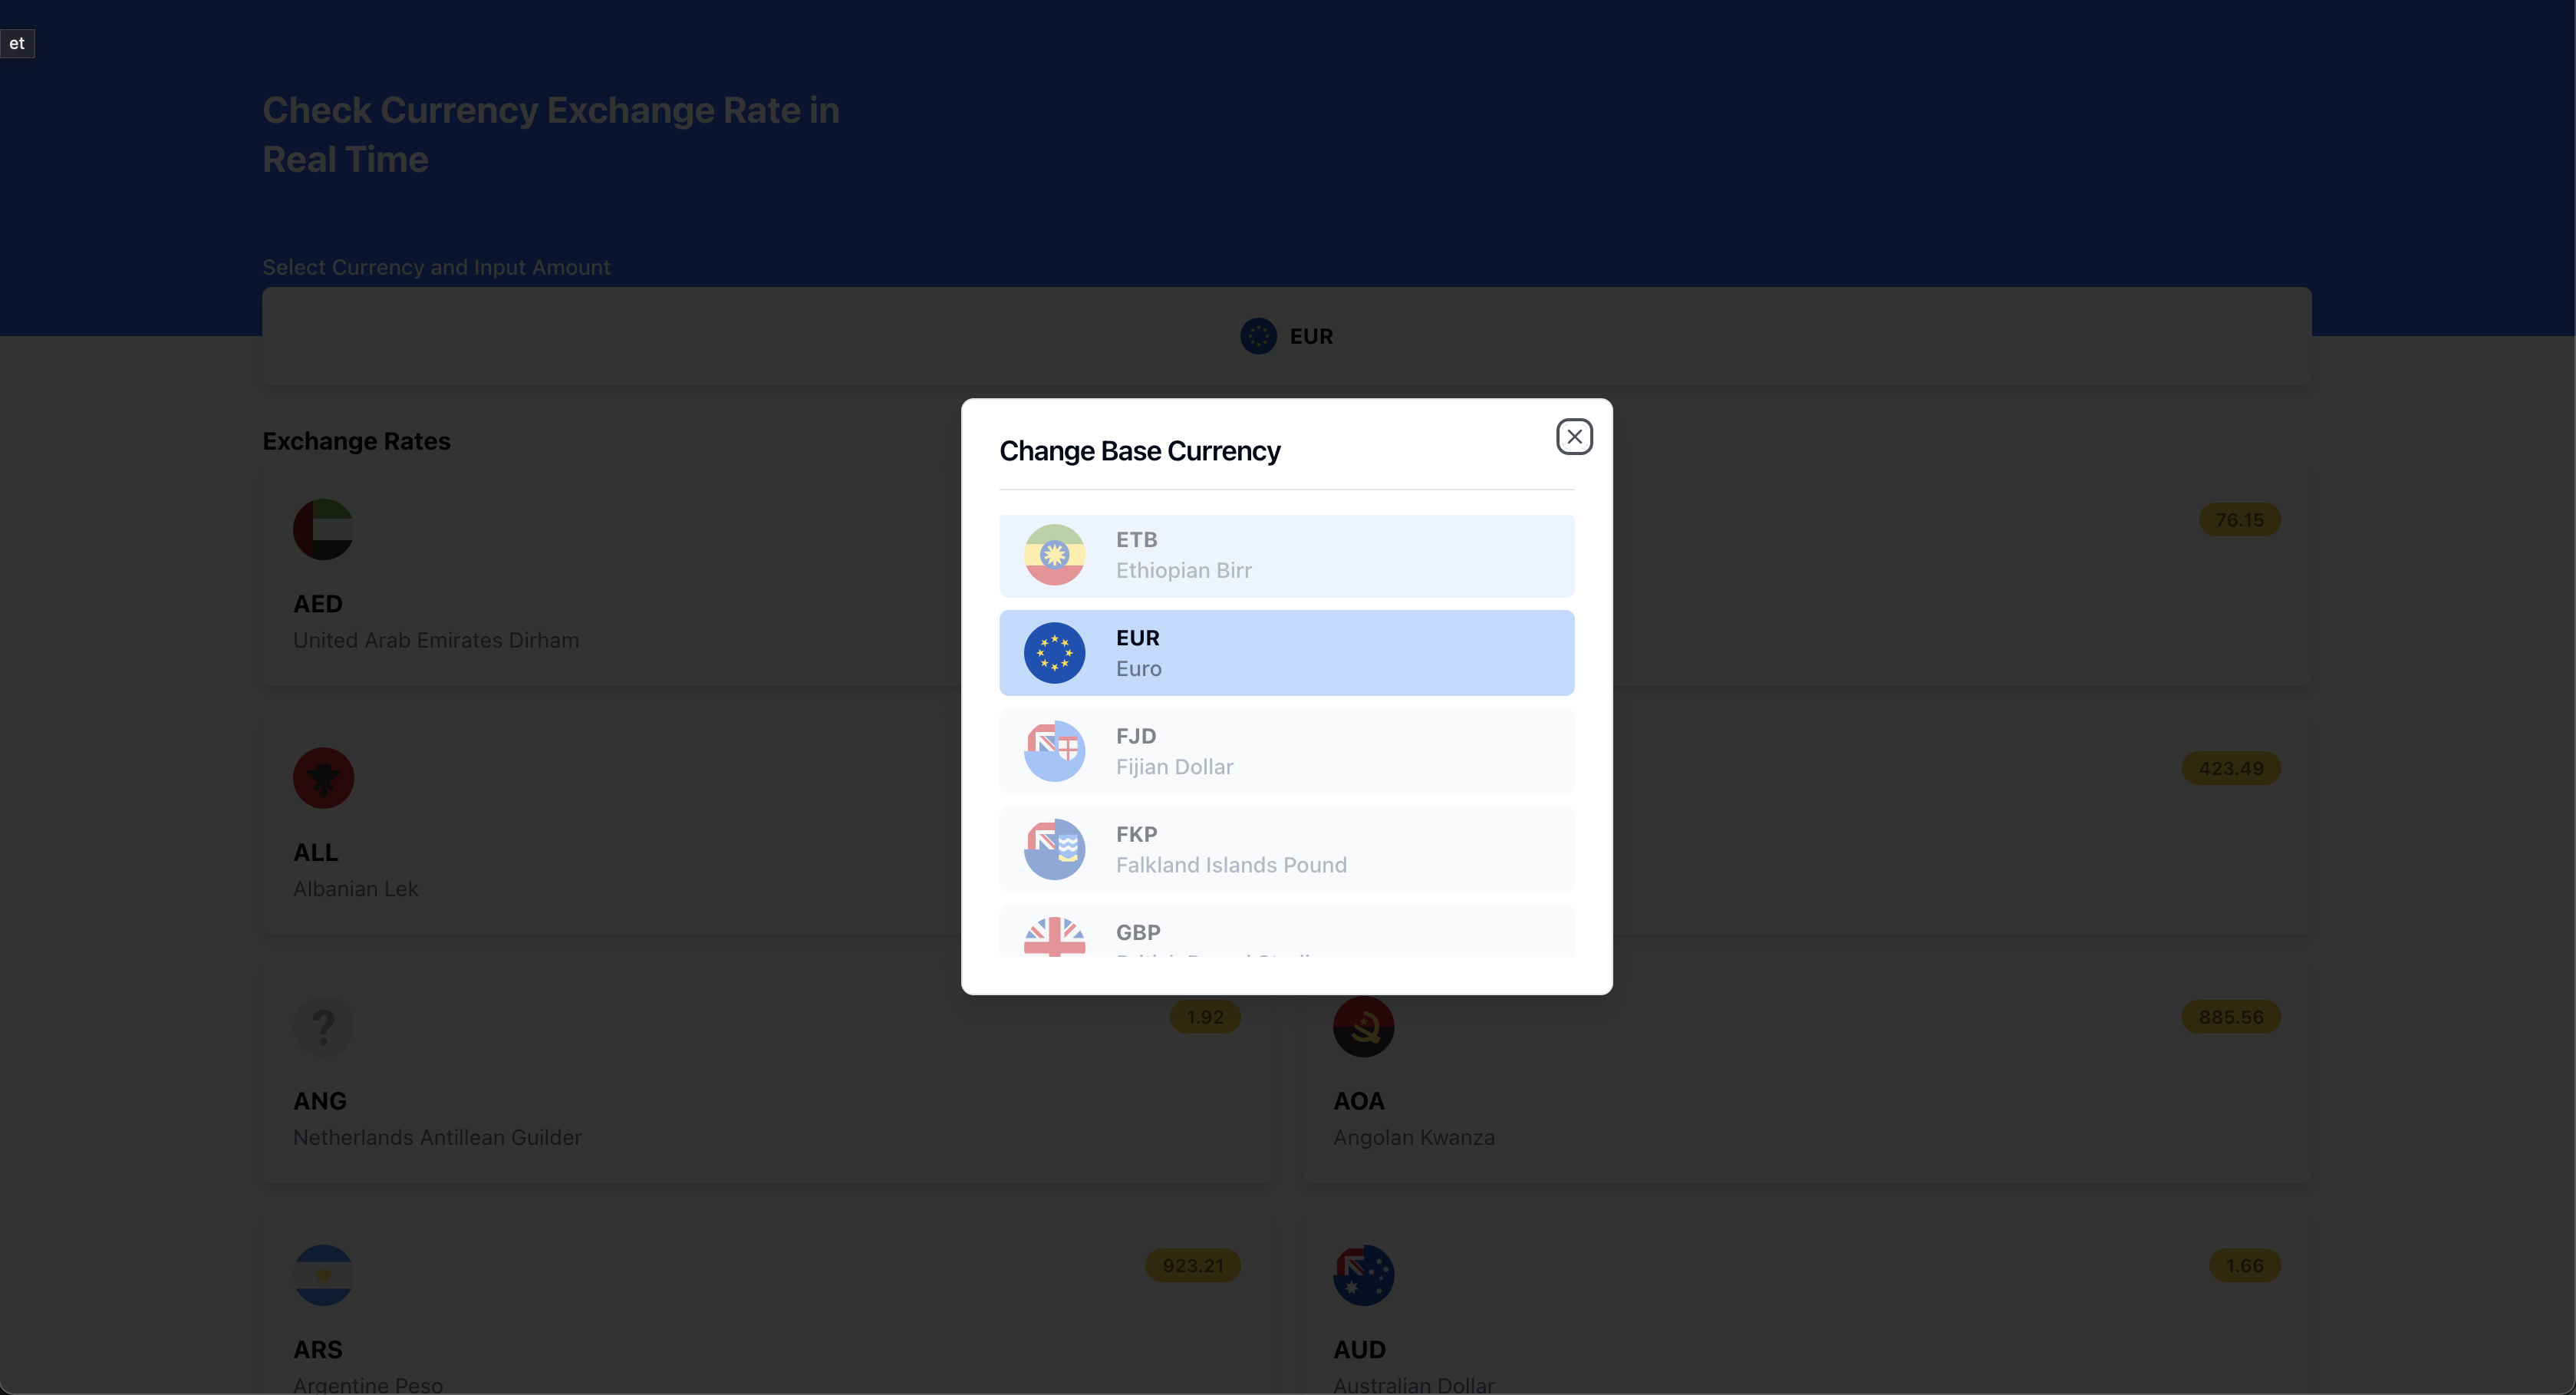 et
Check Currency Exchange Rate in
Real Time
Select Currency and Input Amount
EUR
Exchange Rates
76.15
AED
United Arab Emirates Dirham
423.49
ALL
Albanian Lek
Change Base Currency
ETB
Ethiopian Birr
EUR
Euro
FJD
Fijian Dollar
FKP
Falkland Islands Pound
GBP
?
1.92
885.56
ANG
Netherlands Antillean Guilder
AOA
Angolan Kwanza
923.21
1.66
ARS
Argentine Peso
AUD
Australian Dollar